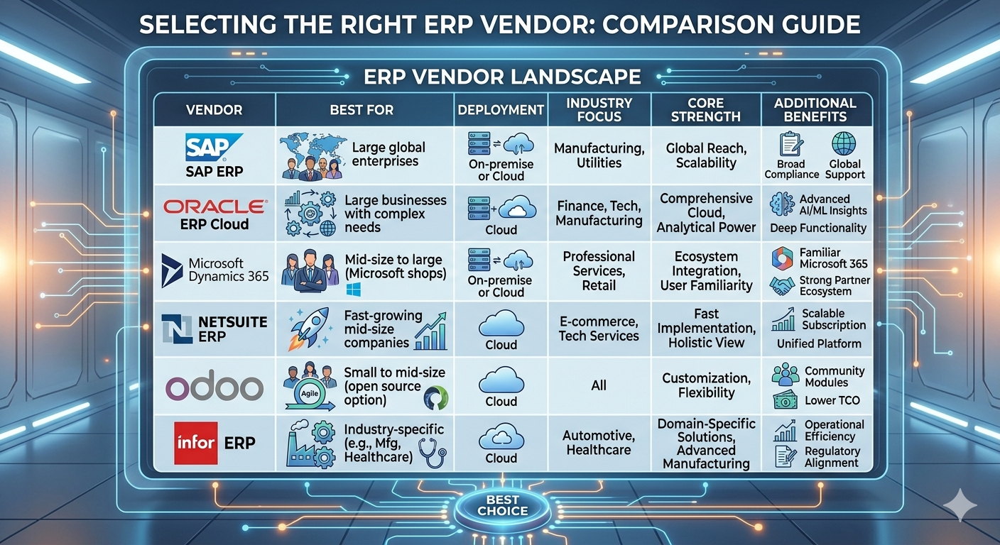 SELECTING THE RIGHT ERP VENDOR: COMPARISON GUIDE
ERP VENDOR LANDSCAPE
VENDOR
BEST FOR
DEPLOYMENT
INDUSTRY
FOCUS
CORE
STRENGTH
ADDITIONAL
BENEFITS
SAP
®
SAP ERP
Large global
enterprises
On-premise
or Cloud
Manufacturing,
Utilities
Global Reach,
Scalability
Broad
Compliance
Global
Support
ORACLE®
ERP Cloud
Large businesses
with complex
needs
Cloud
Finance, Tech,
Manufacturing
Comprehensive
Cloud,
Analytical Power
Advanced
AI/ML Insights
Deep Functionality
Microsoft
Dynamics 365
Mid-size to large
(Microsoft shops)
On-premise
or Cloud
Professional
Services,
Retail
Ecosystem
Integration,
User Familiarity
Familiar
Microsoft 365
Strong Partner
Ecosystem
N
NETSUITE
ERP
Fast-growing
mid-size
companies
Cloud
E-commerce,
Tech Services
Fast
Implementation,
Holistic View
Scalable
Subscription
Unified Platform
odoo
Agile
Small to mid-size
(open source
option)
Cloud
All
Customization,
Flexibility
Community
Modules
Lower TCO
infor ERP
Industry-specific
(e.g., Mfg,
Healthcare)
Cloud
Automotive,
Healthcare
Domain-Specific
Solutions,
Advanced
Manufacturing
Operational
Efficiency
Regulatory
Alignment
BEST
CHOICE